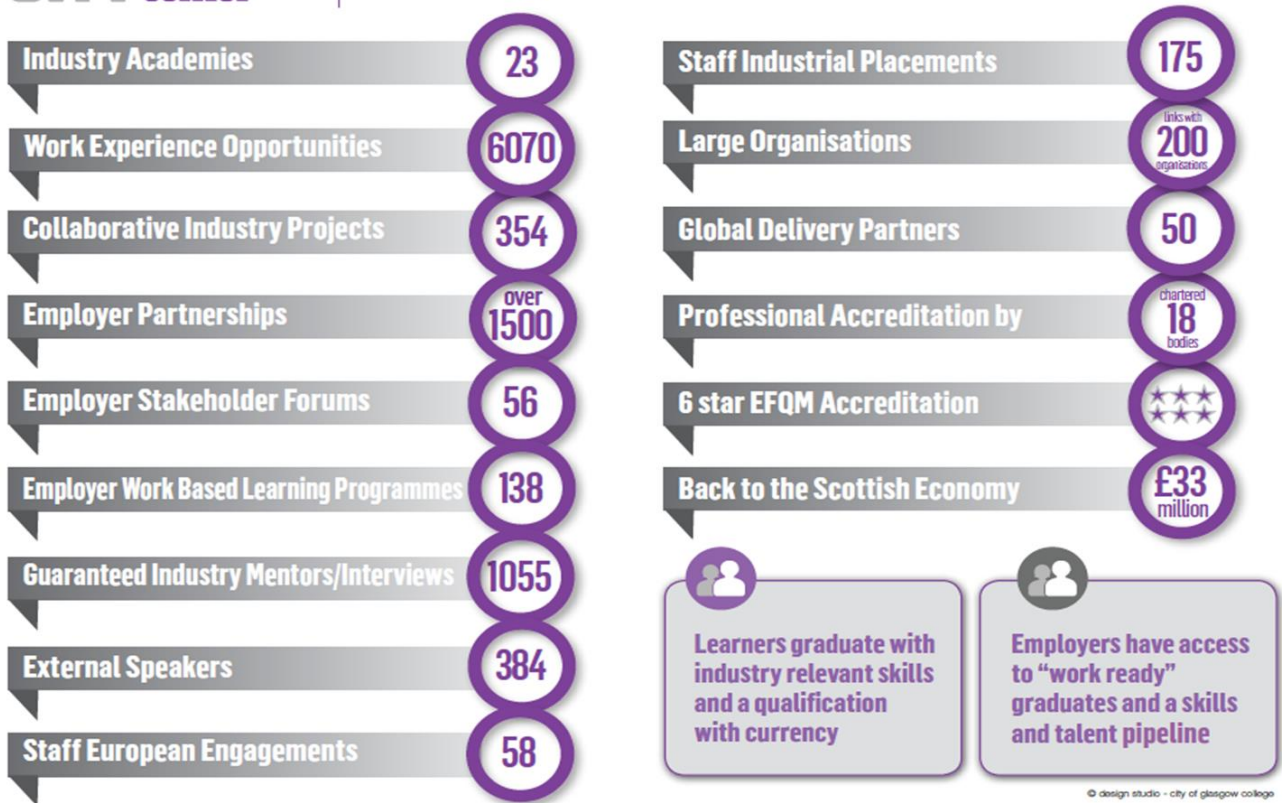 Industry Academies
23
Work Experience Opportunities
6070
Collaborative Industry Projects
354
Employer Partnerships
over
1500
Employer Stakeholder Forums
56
Employer Work Based Learning Programmes
138
Guaranteed Industry Mentors/Interviews
1055
External Speakers
384
Staff European Engagements
58
Staff Industrial Placements
175
Large Organisations
links with
200
organisations
Global Delivery Partners
50
Professional Accreditation by
chartered
18
bodies
6 star EFQM Accreditation
Back to the Scottish Economy
£33
million
Learners graduate with
industry relevant skills
and a qualification
with currency
Employers have access
to “work ready”
graduates and a skills
and talent pipeline
© design studio - city of glasgow college